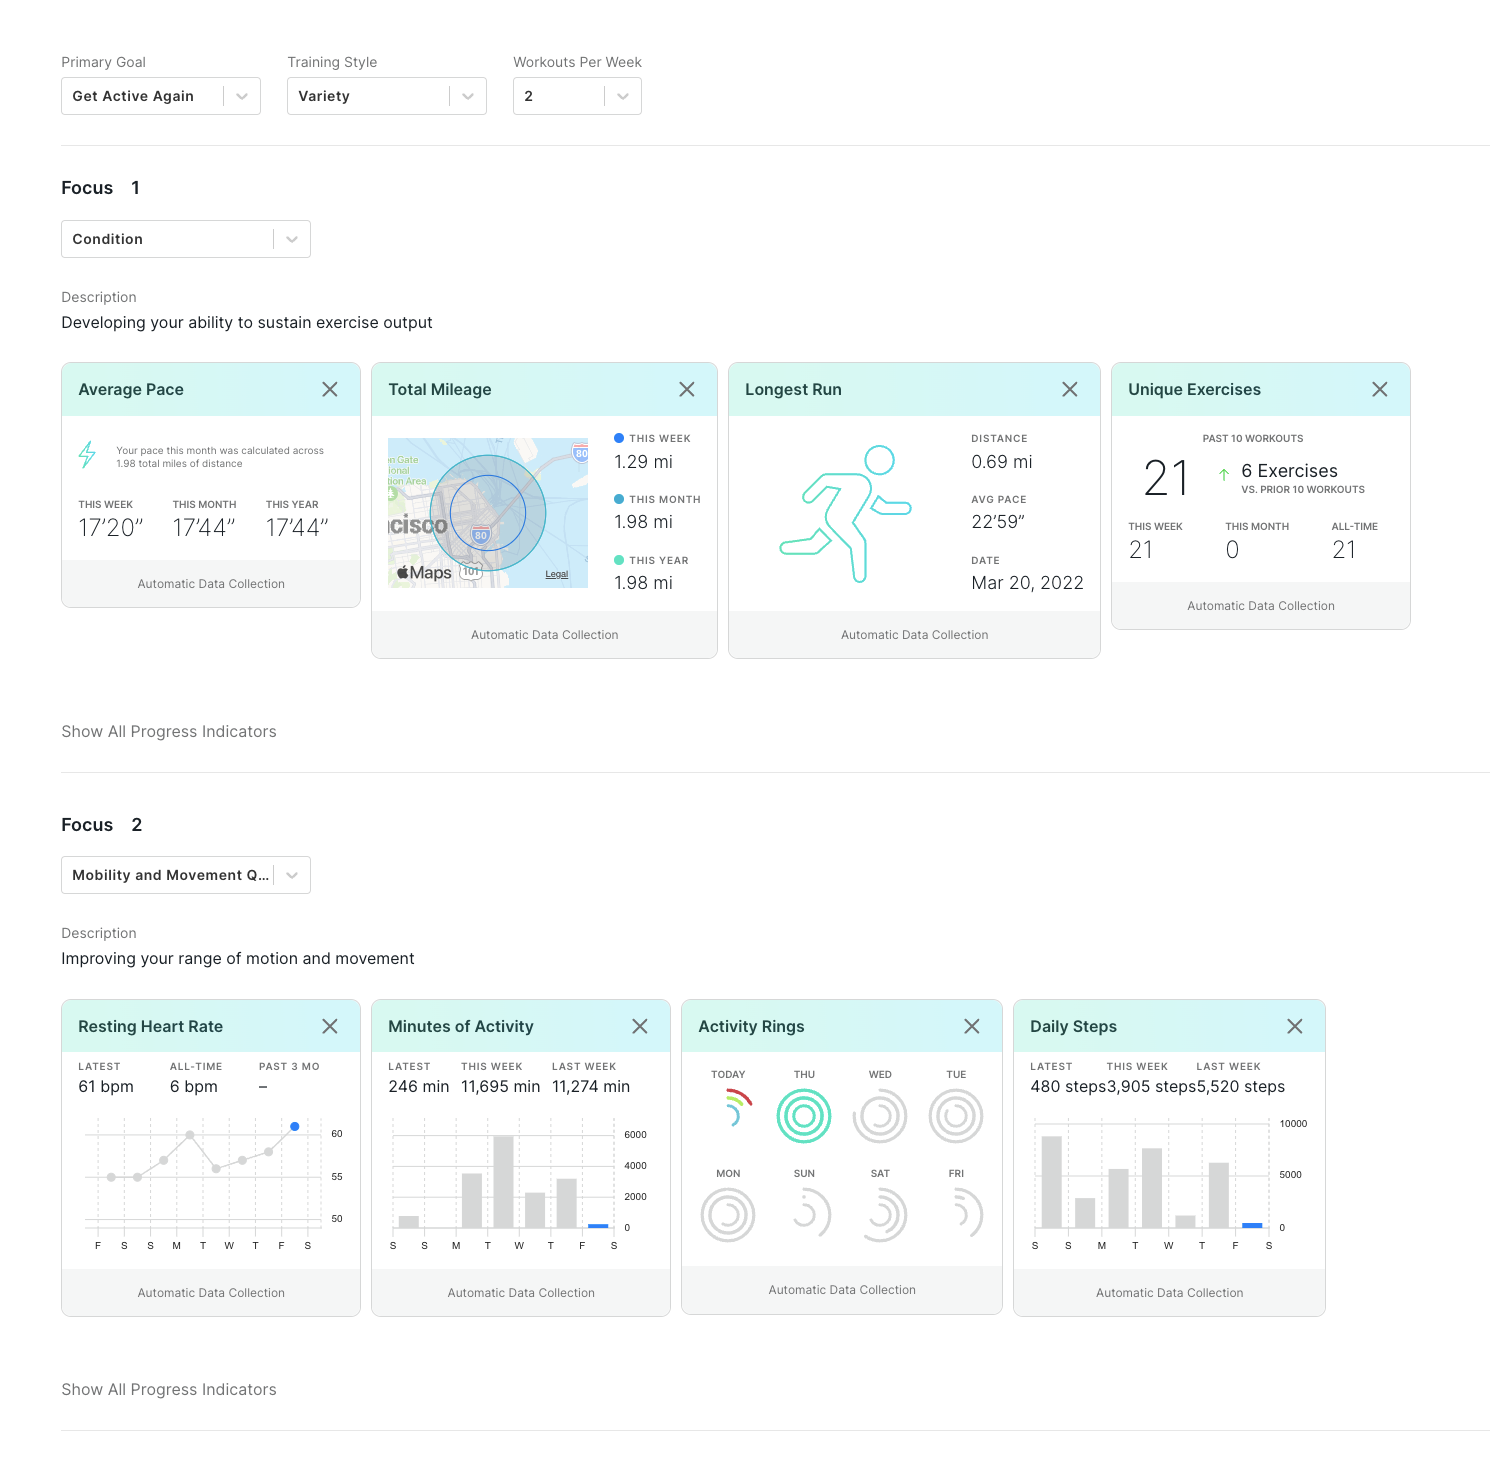 Primary Goal
Training Style
Workouts Per Week
Get Active Again
Variety
2
Focus 1
Condition
Description
Developing your ability to sustain exercise output
Average Pace
Your pace this month was calculated across
1.98 total miles of distance
THIS WEEK
THIS MONTH
THIS YEAR
17’20”
17’44”
17’44”
Automatic Data Collection
Total Mileage
n Gate
ional
tion Area
cisco
80
80
101
Maps
Legal
THIS WEEK
1.29 mi
THIS MONTH
1.98 mi
THIS YEAR
1.98 mi
Automatic Data Collection
Longest Run
DISTANCE
0.69 mi
AVG PACE
22’59”
DATE
Mar 20, 2022
Automatic Data Collection
Unique Exercises
PAST 10 WORKOUTS
21
6 Exercises
VS. PRIOR 10 WORKOUTS
THIS WEEK
THIS MONTH
ALL-TIME
21
0
21
Automatic Data Collection
Show All Progress Indicators
Focus 2
Mobility and Movement Q...
Description
Improving your range of motion and movement
Resting Heart Rate
LATEST
ALL-TIME
PAST 3 MO
61 bpm
6 bpm
–
60
55
50
F S S M T W T F S
Automatic Data Collection
Minutes of Activity
LATEST
THIS WEEK
LAST WEEK
246 min
11,695 min
11,274 min
6000
4000
2000
0
S S M T W T F S
Automatic Data Collection
Activity Rings
TODAY
THU
WED
TUE
MON
SUN
SAT
FRI
Automatic Data Collection
Daily Steps
LATEST
THIS WEEK
LAST WEEK
480 steps
3,905 steps
5,520 steps
10000
5000
0
S S M T W T F S
Automatic Data Collection
Show All Progress Indicators